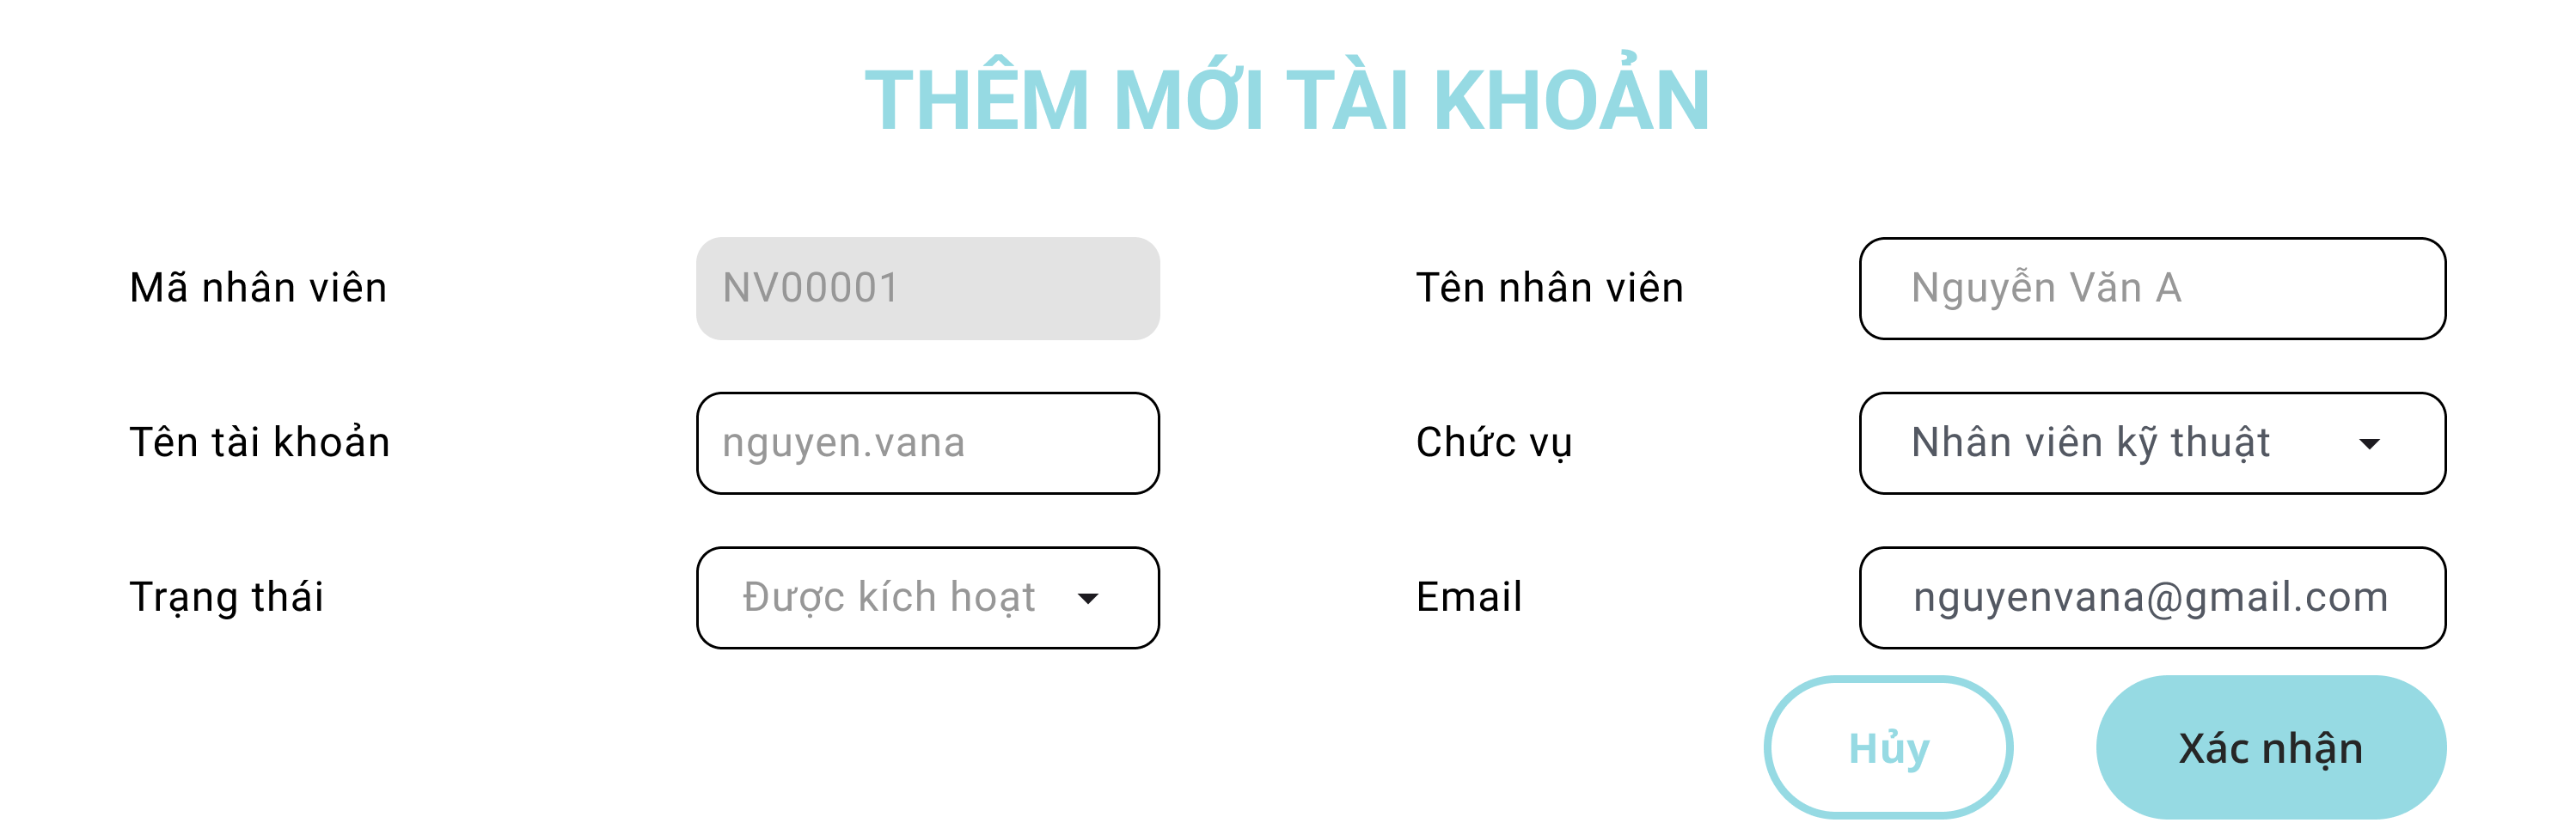 THÊM MỚI TÀI KHOẢN
Mã nhân viên NV00001 Tên nhân viên Nguyễn Văn A
Tên tài khoản nguyen.vana Chức vụ Nhân viên kỹ thuật
Trạng thái Được kích hoạt Email nguyenvana@gmail.com
Hủy Xác nhận